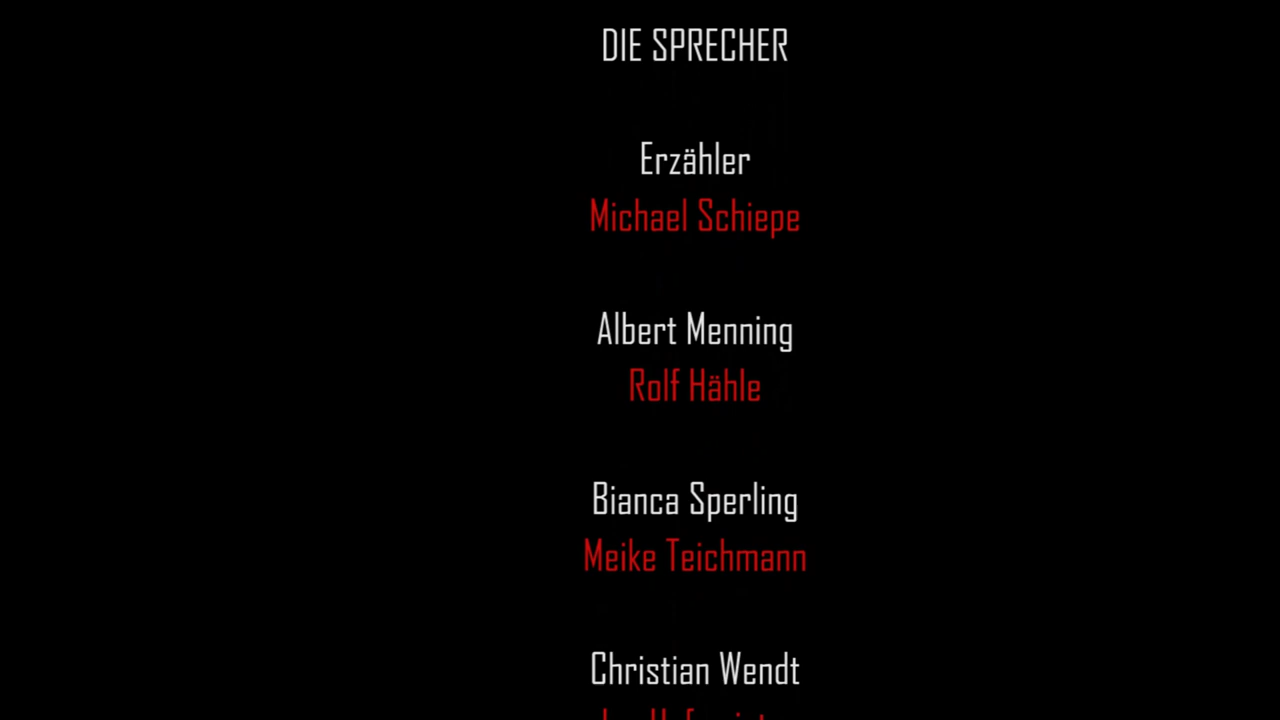 DIE SPRECHER
Erzähler
Michael Schiepe
Albert Menning
Rolf Hähle
Bianca Sperling
Meike Teichmann
Christian Wendt